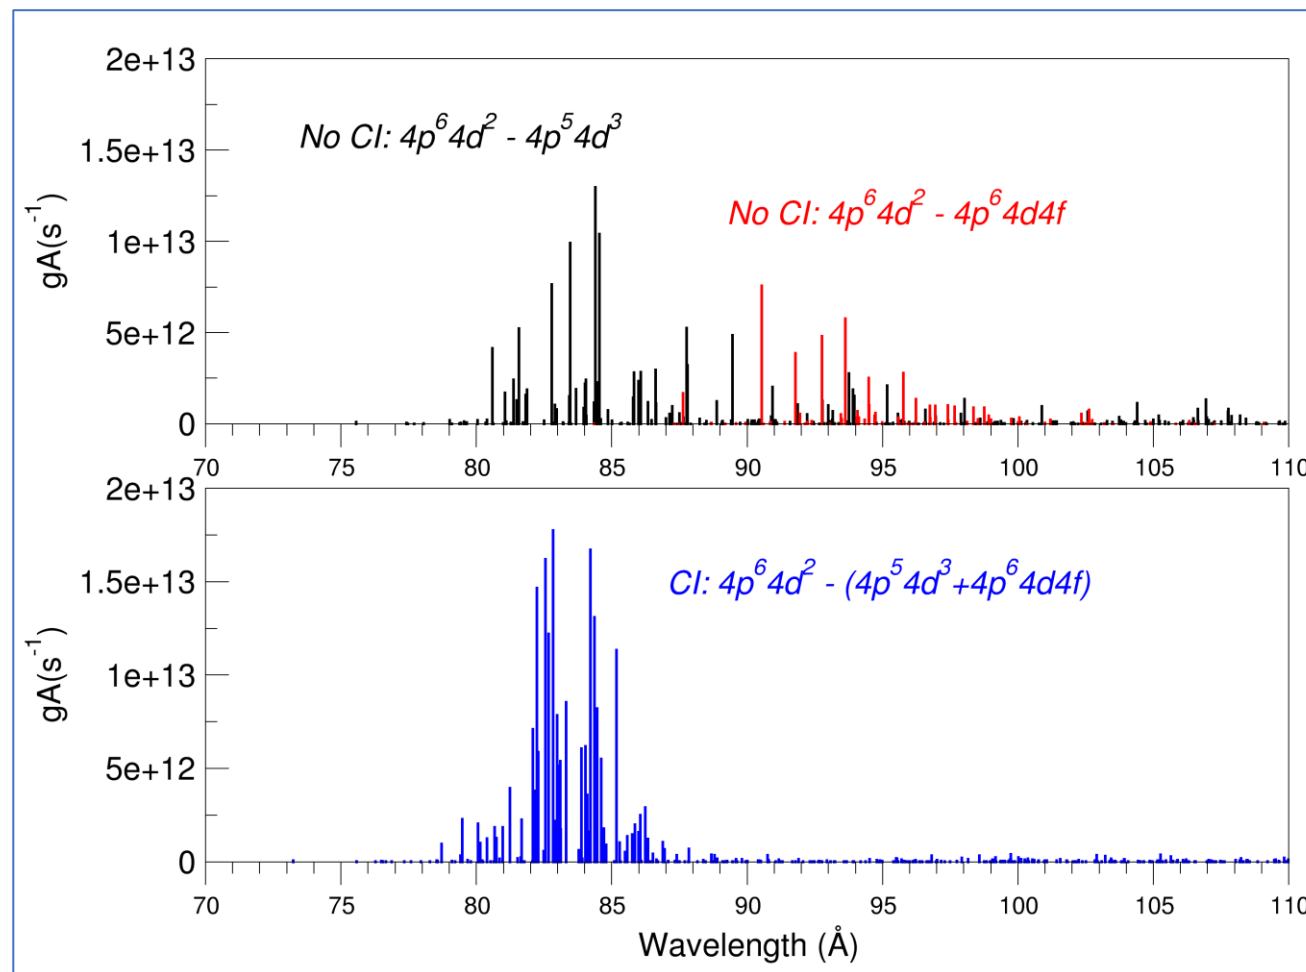 2e+13
No CI: 4p⁶4d² - 4p⁵4d³
1.5e+13
No CI: 4p⁶4d² - 4p⁶4d4f
1e+13
gA(s⁻¹)
5e+12
0
70 75 80 85 90 95 100 105 110
2e+13
CI: 4p⁶4d² - (4p⁵4d³+4p⁶4d4f)
1.5e+13
1e+13
gA(s⁻¹)
5e+12
0
70 75 80 85 90 95 100 105 110
Wavelength (Å)